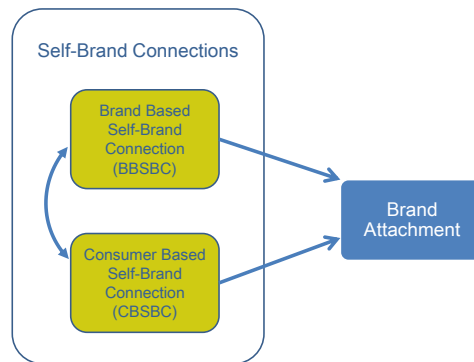 Self-Brand Connections
Brand Based
Self-Brand
Connection
(BBSBC)
Brand
Attachment
Consumer Based
Self-Brand
Connection
(CBSBC)